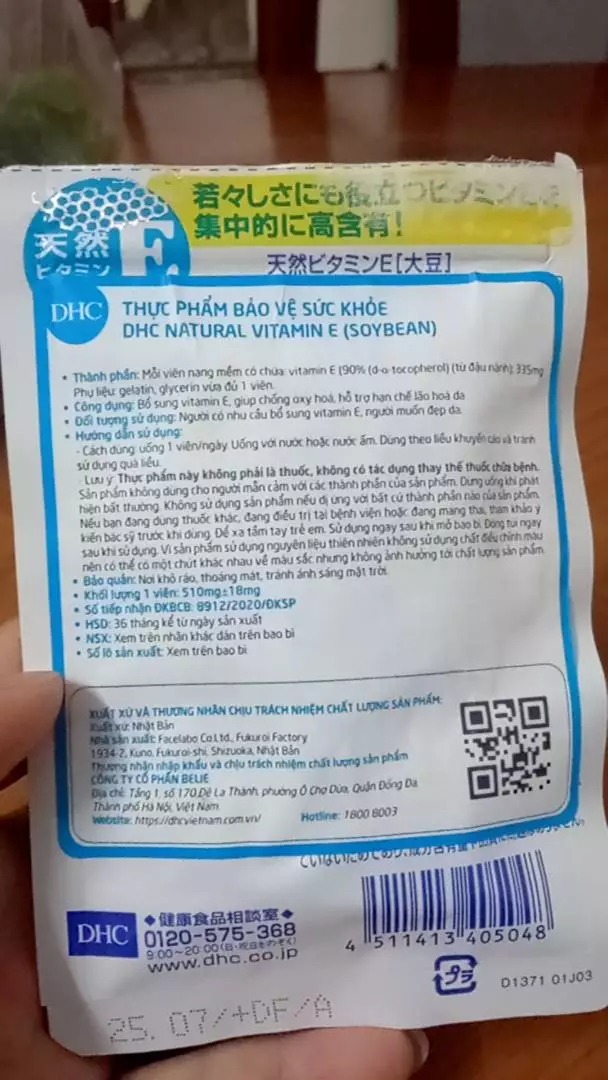 若々しさにも役立つビタミンEを
集中的に高含有!
天然
ビタミン
E
天然ビタミンE[大豆]
DHC
THỰC PHẨM BẢO VỆ SỨC KHỎE
DHC NATURAL VITAMIN E (SOYBEAN)
• Thành phần: Mỗi viên nang mềm có chứa: vitamin E (90% (d-α-tocopherol) (từ đậu nành): 335mg
Phụ liệu: gelatin, glycerin vừa đủ 1 viên.
• Công dụng: Bổ sung vitamin E, giúp chống oxy hoá, hỗ trợ hạn chế lão hoá da
• Đối tượng sử dụng: Người có nhu cầu bổ sung vitamin E, người muốn đẹp da.
• Hướng dẫn sử dụng:
- Cách dùng: uống 1 viên/ngày Uống với nước hoặc nước ấm. Dùng theo liều khuyến cáo và tránh
sử dụng quá liều.
- Lưu ý: Thực phẩm này không phải là thuốc, không có tác dụng thay thế thuốc chữa bệnh.
Sản phẩm không dùng cho người mẫn cảm với các thành phần của sản phẩm. Dừng uống khi phát
hiện bất thường. Không sử dụng sản phẩm nếu dị ứng với bất cứ thành phần nào của sản phẩm.
Nếu bạn đang dùng thuốc khác, đang điều trị tại bệnh viện hoặc đang mang thai, tham khảo ý
kiến bác sỹ trước khi dùng. Để xa tầm tay trẻ em. Sử dụng ngay sau khi mở bao bì. Đóng túi ngay
sau khi sử dụng. Vì sản phẩm sử dụng nguyên liệu thiên nhiên không sử dụng chất điều chỉnh màu
nên có thể có một chút khác nhau về màu sắc nhưng không ảnh hưởng tới chất lượng sản phẩm.
• Bảo quản: Nơi khô ráo, thoáng mát, tránh ánh sáng mặt trời.
• Khối lượng 1 viên: 510mg±18mg
• Số tiếp nhận ĐKBCB: 8912/2020/ĐKSP
• HSD: 36 tháng kể từ ngày sản xuất
• NSX: Xem trên nhãn khác dán trên bao bì
• Số lô sản xuất: Xem trên bao bì
XUẤT XỨ VÀ THƯƠNG NHÂN CHỊU TRÁCH NHIỆM CHẤT LƯỢNG SẢN PHẨM:
Xuất xứ: Nhật Bản
Nhà sản xuất: Facelabo Co.Ltd., Fukuroi Factory
1934-2, Kuno, Fukuroi-shi, Shizuoka, Nhật Bản
Thương nhân nhập khẩu và chịu trách nhiệm chất lượng sản phẩm
CÔNG TY CỔ PHẦN BELIE
Địa chỉ: Tầng 1, số 170 Đê La Thành, phường Ô Chợ Dừa, Quận Đống Đa,
Thành phố Hà Nội, Việt Nam
Website: https://dhcvietnam.com.vn/ Hotline: 1800 8003
DHC
◆健康食品相談室◆
0120-575-368
9:00~20:00(日・祝日をのぞく)
www.dhc.co.jp
4 511413 405048
プラ
D1371 01J03
25. 07/+DF/A